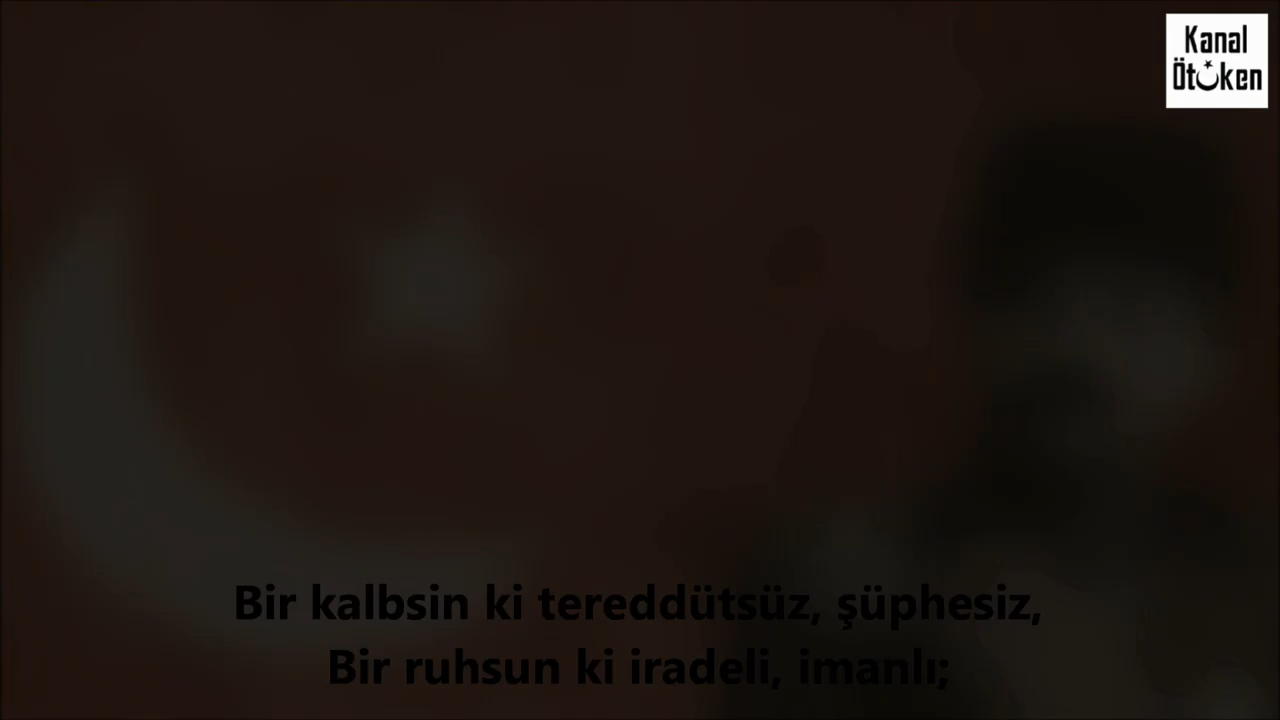 Kanal
Ötüken
Bir kalbsin ki tereddütsüz, şüphesiz,
Bir ruhsun ki iradeli, imanlı;